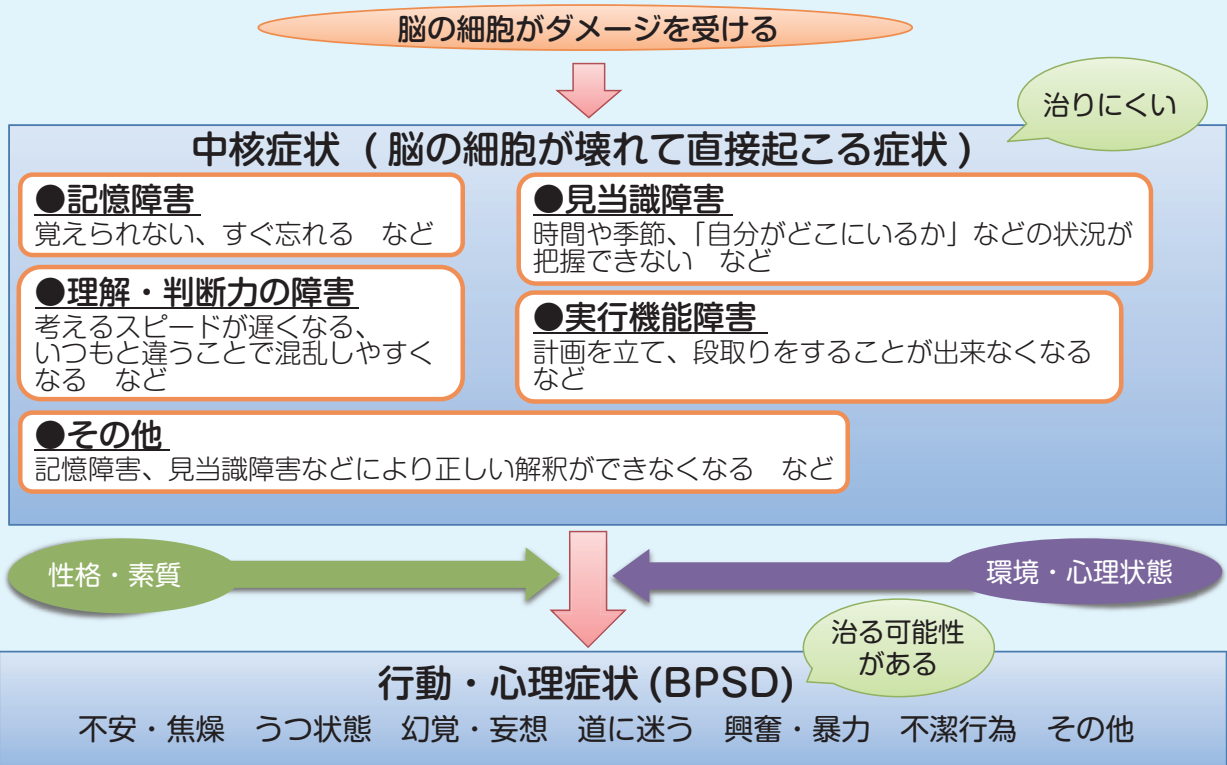 脳の細胞がダメージを受ける
治りにくい
中核症状 ( 脳の細胞が壊れて直接起こる症状 )
●記憶障害
覚えられない、すぐ忘れる　など
●見当識障害
時間や季節、「自分がどこにいるか」などの状況が
把握できない　など
●理解・判断力の障害
考えるスピードが遅くなる、
いつもと違うことで混乱しやすく
なる　など
●実行機能障害
計画を立て、段取りをすることが出来なくなる
など
●その他
記憶障害、見当識障害などにより正しい解釈ができなくなる　など
性格・素質
環境・心理状態
治る可能性
がある
行動・心理症状 (BPSD)
不安・焦燥　うつ状態　幻覚・妄想　道に迷う　興奮・暴力　不潔行為　その他